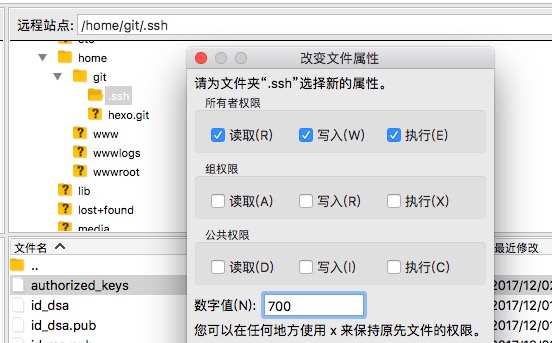 远程站点: /home/git/.ssh
etc
home
git
.ssh
hexo.git
www
wwwlogs
wwwroot
lib
lost+found
media
改变文件属性
请为文件夹“.ssh”选择新的属性。
所有者权限
读取(R) 写入(W) 执行(E)
组权限
读取(A) 写入(R) 执行(X)
公共权限
读取(D) 写入(I) 执行(C)
数字值(N): 700
您可以在任何地方使用 x 来保持原先文件的权限。
文件名 最近修改
..
authorized_keys 2017/12/0
id_dsa 2017/12/0
id_dsa.pub 2017/12/0